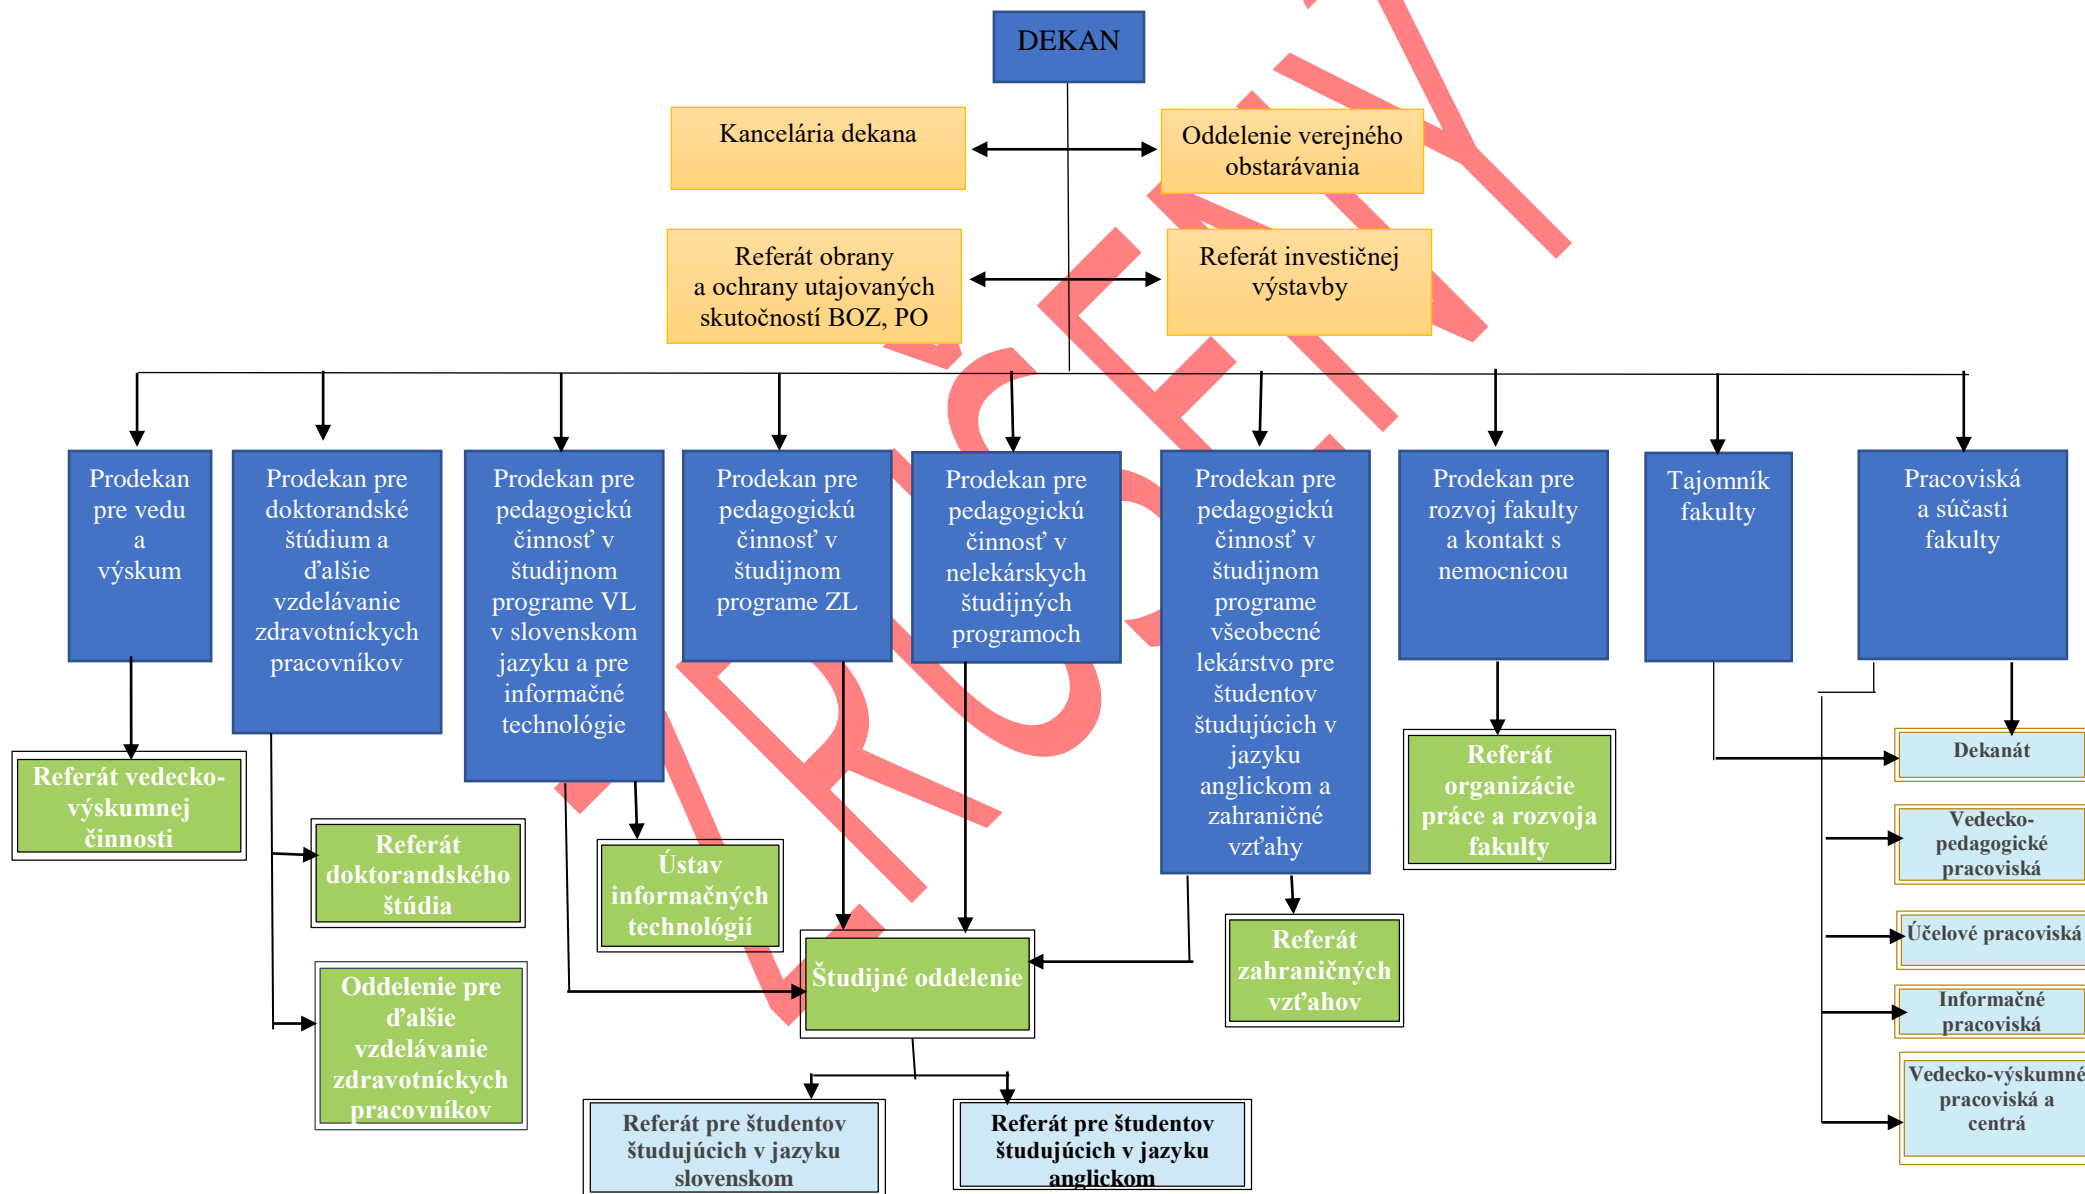 DEKAN
Kancelária dekana
Oddelenie verejného
obstarávania
Referát obrany
a ochrany utajovaných
skutočností BOZ, PO
Referát investičnej
výstavby
Prodekan
pre vedu
a
výskum
Prodekan pre
doktorandské
štúdium a
ďalšie
vzdelávanie
zdravotníckych
pracovníkov
Prodekan pre
pedagogickú
činnosť v
študijnom
programe VL
v slovenskom
jazyku a pre
informačné
technológie
Prodekan pre
pedagogickú
činnosť v
študijnom
programe ZL
Prodekan pre
pedagogickú
činnosť v
nelekárskych
študijných
programoch
Prodekan pre
pedagogickú
činnosť v
študijnom
programe
všeobecné
lekárstvo pre
študentov
študujúcich v
jazyku
anglickom a
zahraničné
vzťahy
Prodekan pre
rozvoj fakulty
a kontakt s
nemocnicou
Tajomník
fakulty
Pracoviská
a súčasti
fakulty
Referát vedecko-
výskumnej
činnosti
Referát
doktorandského
štúdia
Oddelenie pre
ďalšie
vzdelávanie
zdravotníckych
pracovníkov
Ústav
informačných
technológií
Študijné oddelenie
Referát
zahraničných
vzťahov
Referát
organizácie
práce a rozvoja
fakulty
Dekanát
Vedecko-
pedagogické
pracoviská
Účelové pracoviská
Informačné
pracoviská
Vedecko-výskumné
pracoviská a
centrá
Referát pre študentov
študujúcich v jazyku
slovenskom
Referát pre študentov
študujúcich v jazyku
anglickom